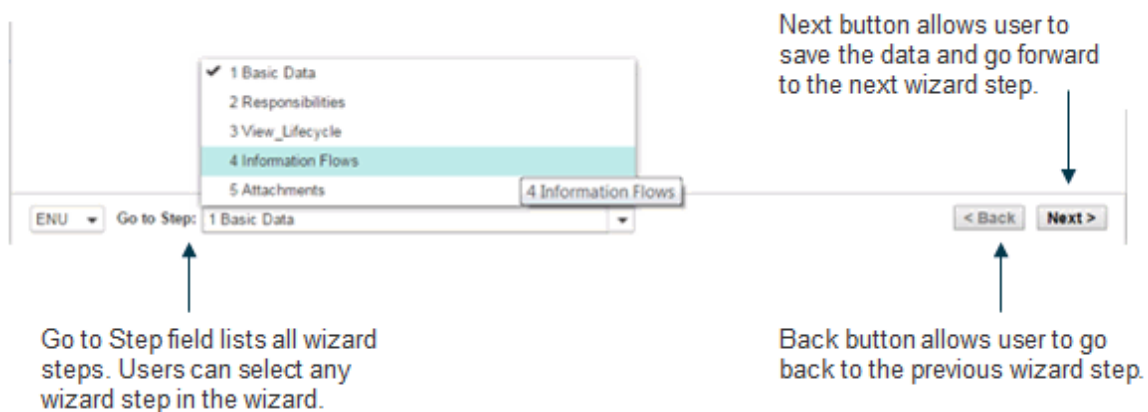 Next button allows user to
save the data and go forward
to the next wizard step.
✔ 1 Basic Data
2 Responsibilities
3 View_Lifecycle
4 Information Flows
5 Attachments
4 Information Flows
ENU Go to Step: 1 Basic Data < Back Next >
Go to Step field lists all wizard
steps. Users can select any
wizard step in the wizard.
Back button allows user to go
back to the previous wizard step.